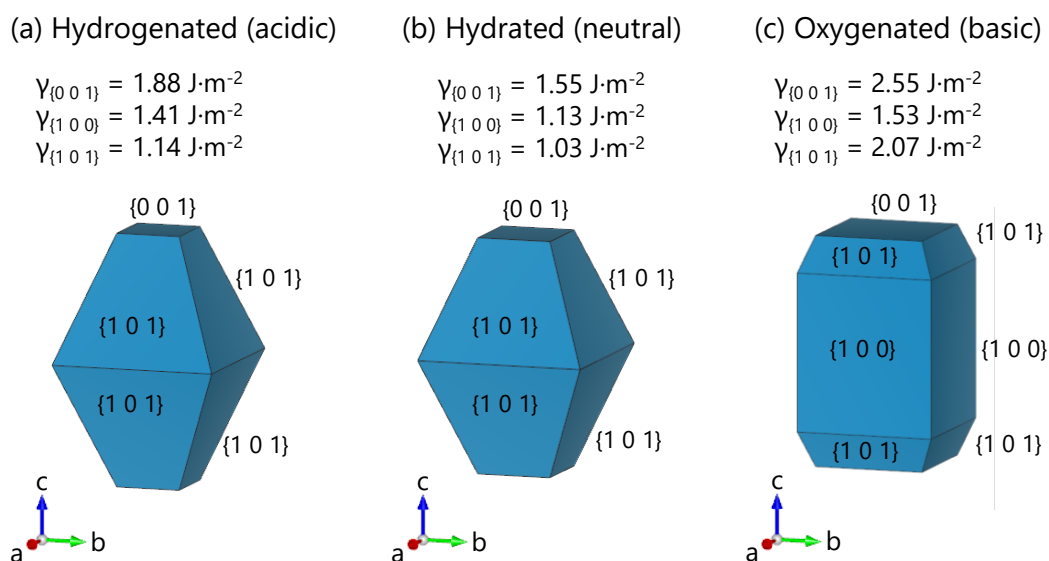 (a) Hydrogenated (acidic)
γ{0 0 1} = 1.88 J·m-2
γ{1 0 0} = 1.41 J·m-2
γ{1 0 1} = 1.14 J·m-2
{0 0 1}
{1 0 1}
{1 0 1}
{1 0 1}
{1 0 1}
c
b
a
(b) Hydrated (neutral)
γ{0 0 1} = 1.55 J·m-2
γ{1 0 0} = 1.13 J·m-2
γ{1 0 1} = 1.03 J·m-2
{0 0 1}
{1 0 1}
{1 0 1}
{1 0 1}
{1 0 1}
c
b
a
(c) Oxygenated (basic)
γ{0 0 1} = 2.55 J·m-2
γ{1 0 0} = 1.53 J·m-2
γ{1 0 1} = 2.07 J·m-2
{0 0 1}
{1 0 1}
{1 0 1}
{1 0 0}
{1 0 0}
{1 0 1}
{1 0 1}
c
b
a